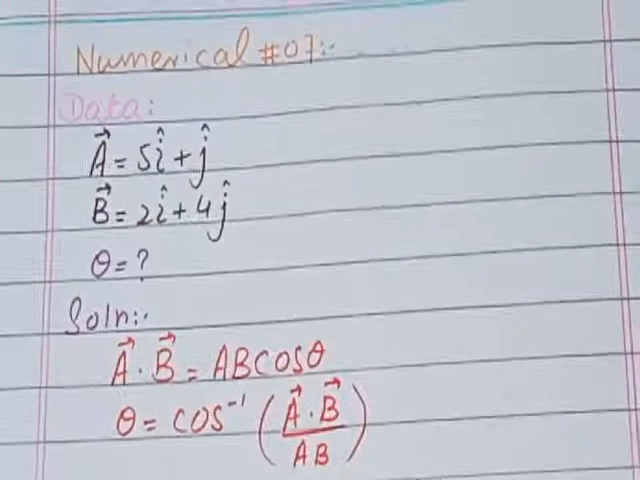 Numerical #07:-
Data:
A⃗ = 5î + ĵ
B⃗ = 2î + 4ĵ
θ = ?
Soln:-
A⃗ . B⃗ = ABCOSθ
θ = COS⁻¹ (A⃗ . B⃗ / AB)